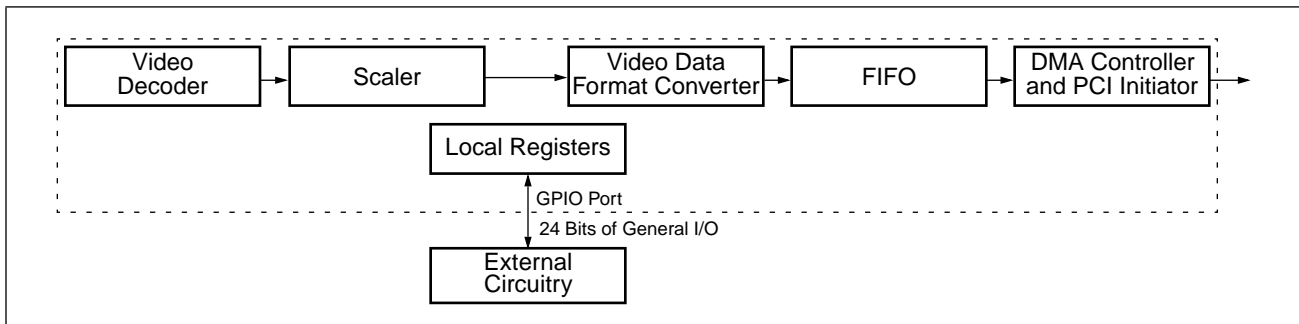 Video
Decoder
Scaler
Video Data
Format Converter
FIFO
DMA Controller
and PCI Initiator
Local Registers
GPIO Port
24 Bits of General I/O
External
Circuitry